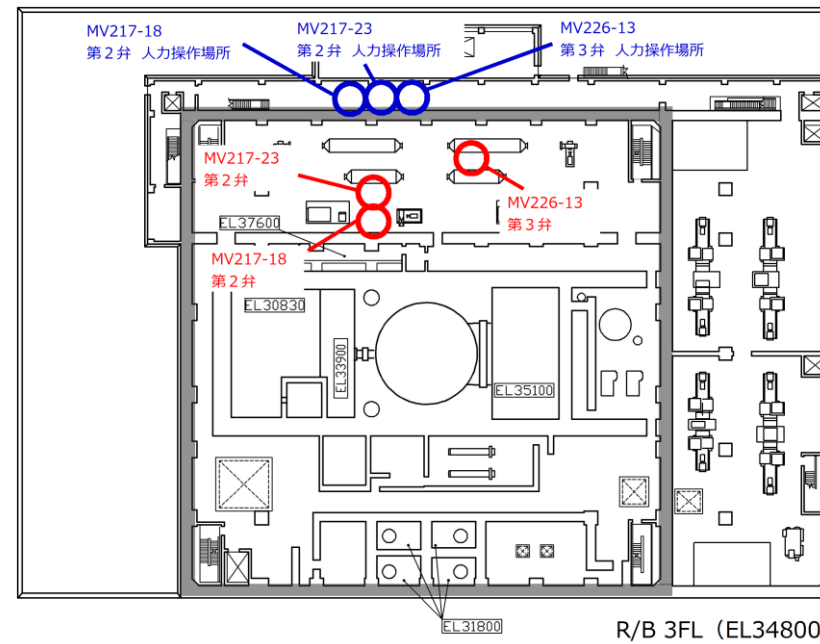 MV217-18
第２弁 人力操作場所
MV217-23
第２弁 人力操作場所
MV226-13
第３弁 人力操作場所
MV217-23
第２弁
MV226-13
第３弁
EL37600
MV217-18
第２弁
EL30830
EL33900
EL35100
EL31800
R/B 3FL（EL34800